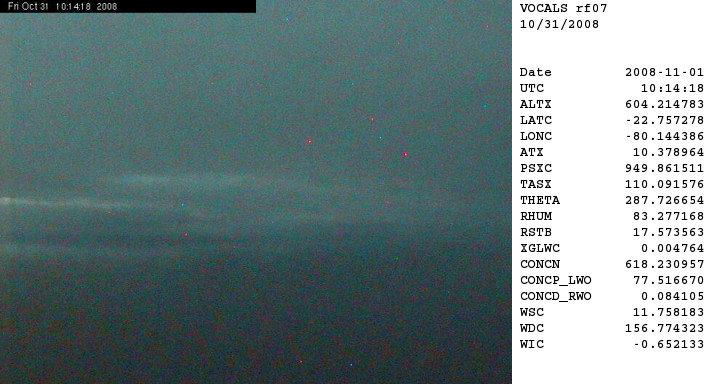 Fri Oct 31 10:14:18 2008
VOCALS rf07
10/31/2008
Date 2008-11-01
UTC 10:14:18
ALTX 604.214783
LATC -22.757278
LONC -80.144386
ATX 10.378964
PSXC 949.861511
TASX 110.091576
THETA 287.726654
RHUM 83.277168
RSTB 17.573563
XGLWC 0.004764
CONCN 618.230957
CONCP_LWO 77.516670
CONCD_RWO 0.084105
WSC 11.758183
WDC 156.774323
WIC -0.652133